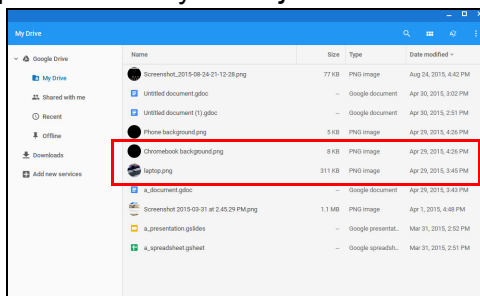 My Drive
Name Size Type Date modified
Google Drive
My Drive
Shared with me
Recent
Offline
Downloads
Add new services
Screenshot_2015-08-24-21-12-28.png 77 KB PNG image Aug 24, 2015, 4:42 PM
Untitled document.gdoc -- Google document Apr 30, 2015, 3:02 PM
Untitled document (1).gdoc -- Google document Apr 30, 2015, 2:51 PM
Phone background.png 5 KB PNG image Apr 29, 2015, 4:26 PM
Chromebook background.png 8 KB PNG image Apr 29, 2015, 4:26 PM
laptop.png 311 KB PNG image Apr 29, 2015, 3:45 PM
a_document.gdoc -- Google document Apr 29, 2015, 3:43 PM
Screenshot 2015-03-31 at 2.45.29 PM.png 1.1 MB PNG image Apr 1, 2015, 4:48 PM
a_presentation.gslides -- Google presentat... Mar 31, 2015, 2:52 PM
a_spreadsheet.gsheet -- Google spreadsh... Mar 31, 2015, 2:51 PM